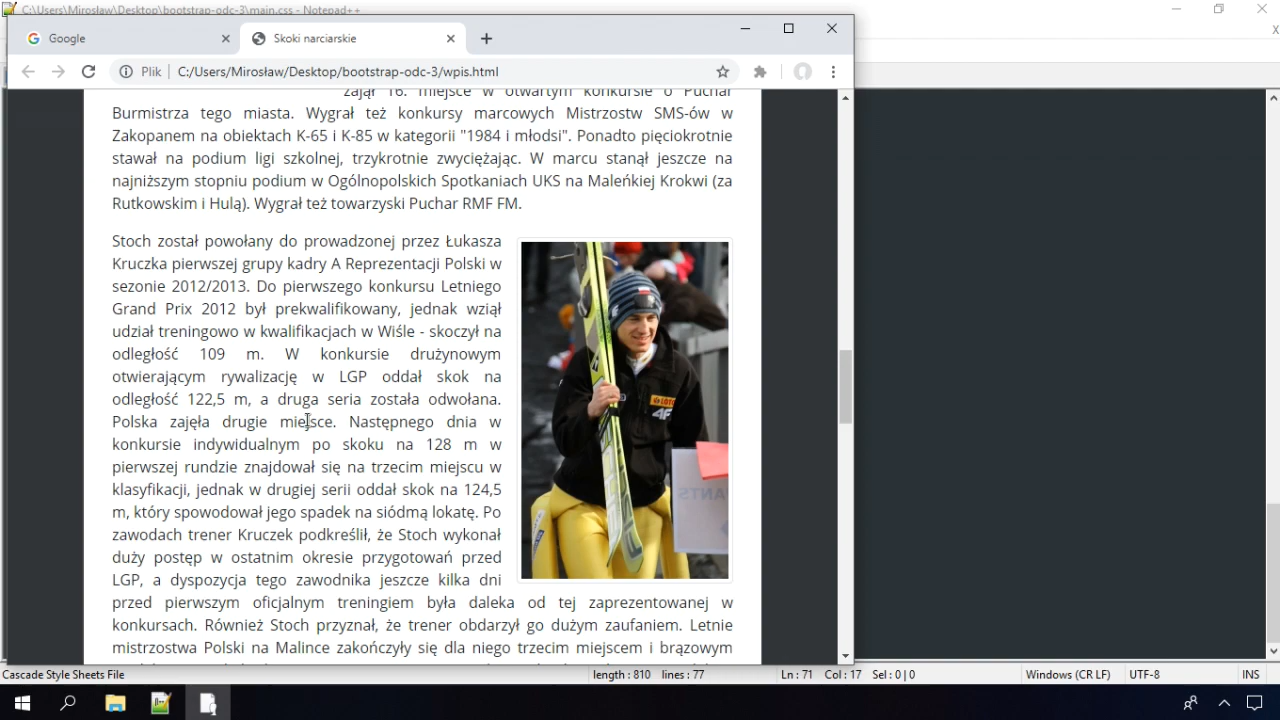 C:\Users\Mirosław\Desktop\bootstrap-odc-3\main.css - Notepad++
X
Google
Skoki narciarskie
Plik
C:/Users/Mirosław/Desktop/bootstrap-odc-3/wpis.html
zajął 16. miejsce w otwartym konkursie o Puchar
Burmistrza tego miasta. Wygrał też konkursy marcowych Mistrzostw SMS-ów w
Zakopanem na obiektach K-65 i K-85 w kategorii "1984 i młodsi". Ponadto pięciokrotnie
stawał na podium ligi szkolnej, trzykrotnie zwyciężając. W marcu stanął jeszcze na
najniższym stopniu podium w Ogólnopolskich Spotkaniach UKS na Maleńkiej Krokwi (za
Rutkowskim i Hulą). Wygrał też towarzyski Puchar RMF FM.
Stoch został powołany do prowadzonej przez Łukasza
Kruczka pierwszej grupy kadry A Reprezentacji Polski w
sezonie 2012/2013. Do pierwszego konkursu Letniego
Grand Prix 2012 był prekwalifikowany, jednak wziął
udział treningowo w kwalifikacjach w Wiśle - skoczył na
odległość 109 m. W konkursie drużynowym
otwierającym rywalizację w LGP oddał skok na
odległość 122,5 m, a druga seria została odwołana.
Polska zajęła drugie miejsce. Następnego dnia w
konkursie indywidualnym po skoku na 128 m w
pierwszej rundzie znajdował się na trzecim miejscu w
klasyfikacji, jednak w drugiej serii oddał skok na 124,5
m, który spowodował jego spadek na siódmą lokatę. Po
zawodach trener Kruczek podkreślił, że Stoch wykonał
duży postęp w ostatnim okresie przygotowań przed
LGP, a dyspozycja tego zawodnika jeszcze kilka dni
przed pierwszym oficjalnym treningiem była daleka od tej zaprezentowanej w
konkursach. Również Stoch przyznał, że trener obdarzył go dużym zaufaniem. Letnie
mistrzostwa Polski na Malince zakończyły się dla niego trzecim miejscem i brązowym
LOTOS
4F
Cascade Style Sheets File
length : 810 lines : 77
Ln : 71 Col : 17 Sel : 0 | 0
Windows (CR LF)
UTF-8
INS